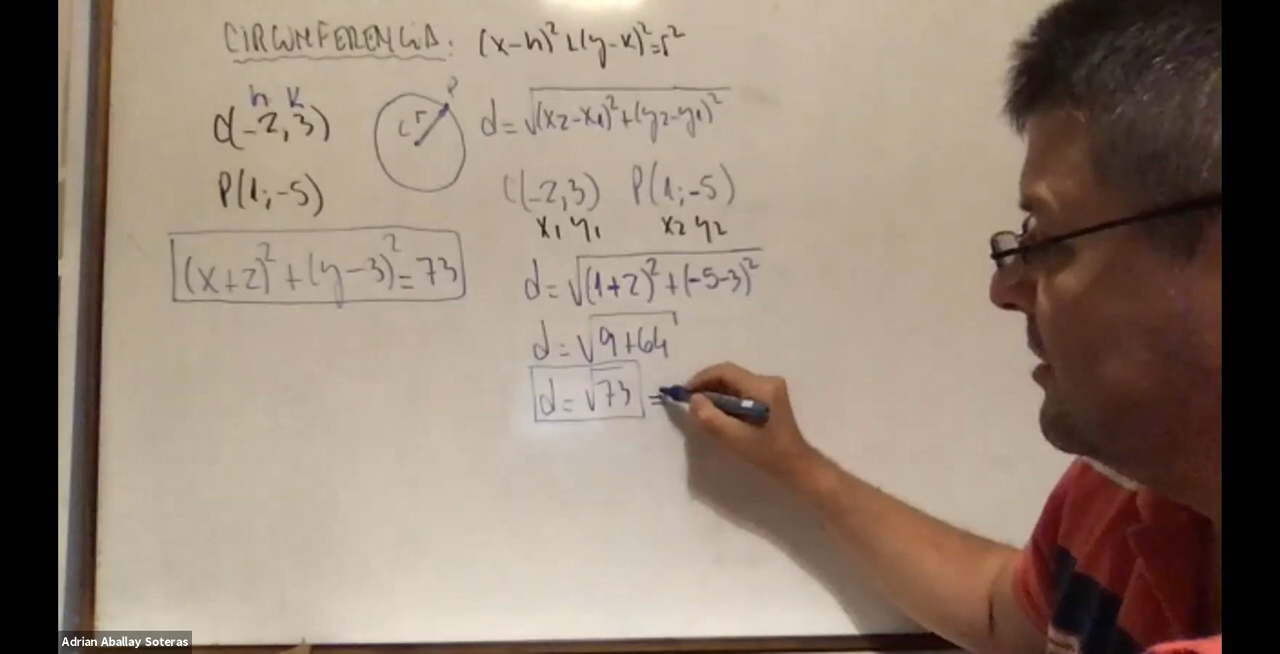 CIRCUNFERENCIA: (x-h)²+(y-k)²=r²
h k
C(-2,3)
P(1;-5)
(x+2)²+(y-3)²=73
P
r
C
d=√(x2-x1)²+(y2-y1)²
C(-2,3) P(1;-5)
x1 y1 x2 y2
d=√(1+2)²+(-5-3)²
d=√9+64
d=√73 =
Adrian Aballay Soteras